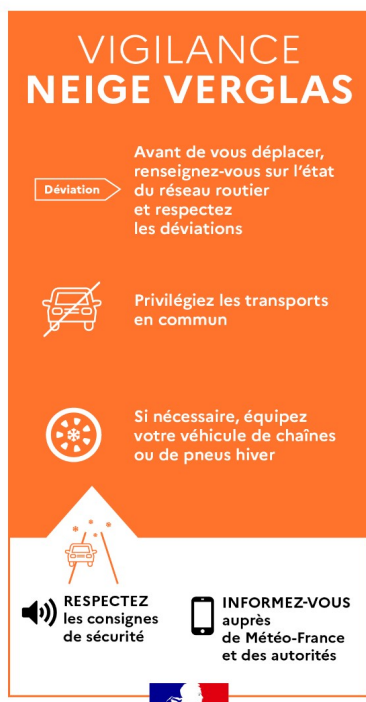 VIGILANCE
NEIGE VERGLAS
Déviation
Avant de vous déplacer,
renseignez-vous sur l'état
du réseau routier
et respectez
les déviations
Privilégiez les transports
en commun
Si nécessaire, équipez
votre véhicule de chaînes
ou de pneus hiver
RESPECTEZ
les consignes
de sécurité
INFORMEZ-VOUS
auprès
de Météo-France
et des autorités